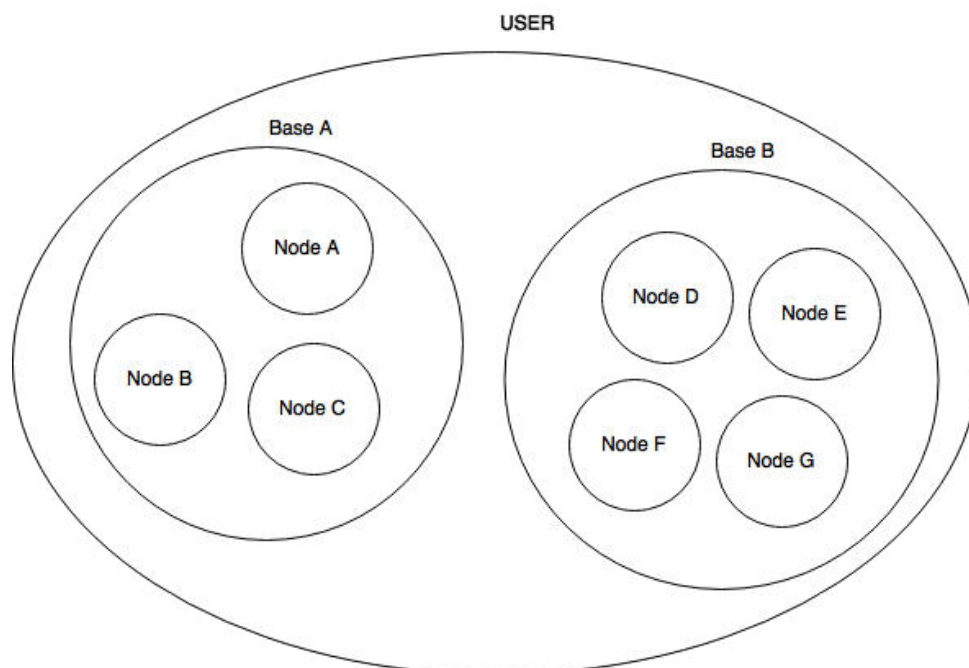 USER
Base A
Base B
Node A
Node D
Node E
Node B
Node C
Node F
Node G